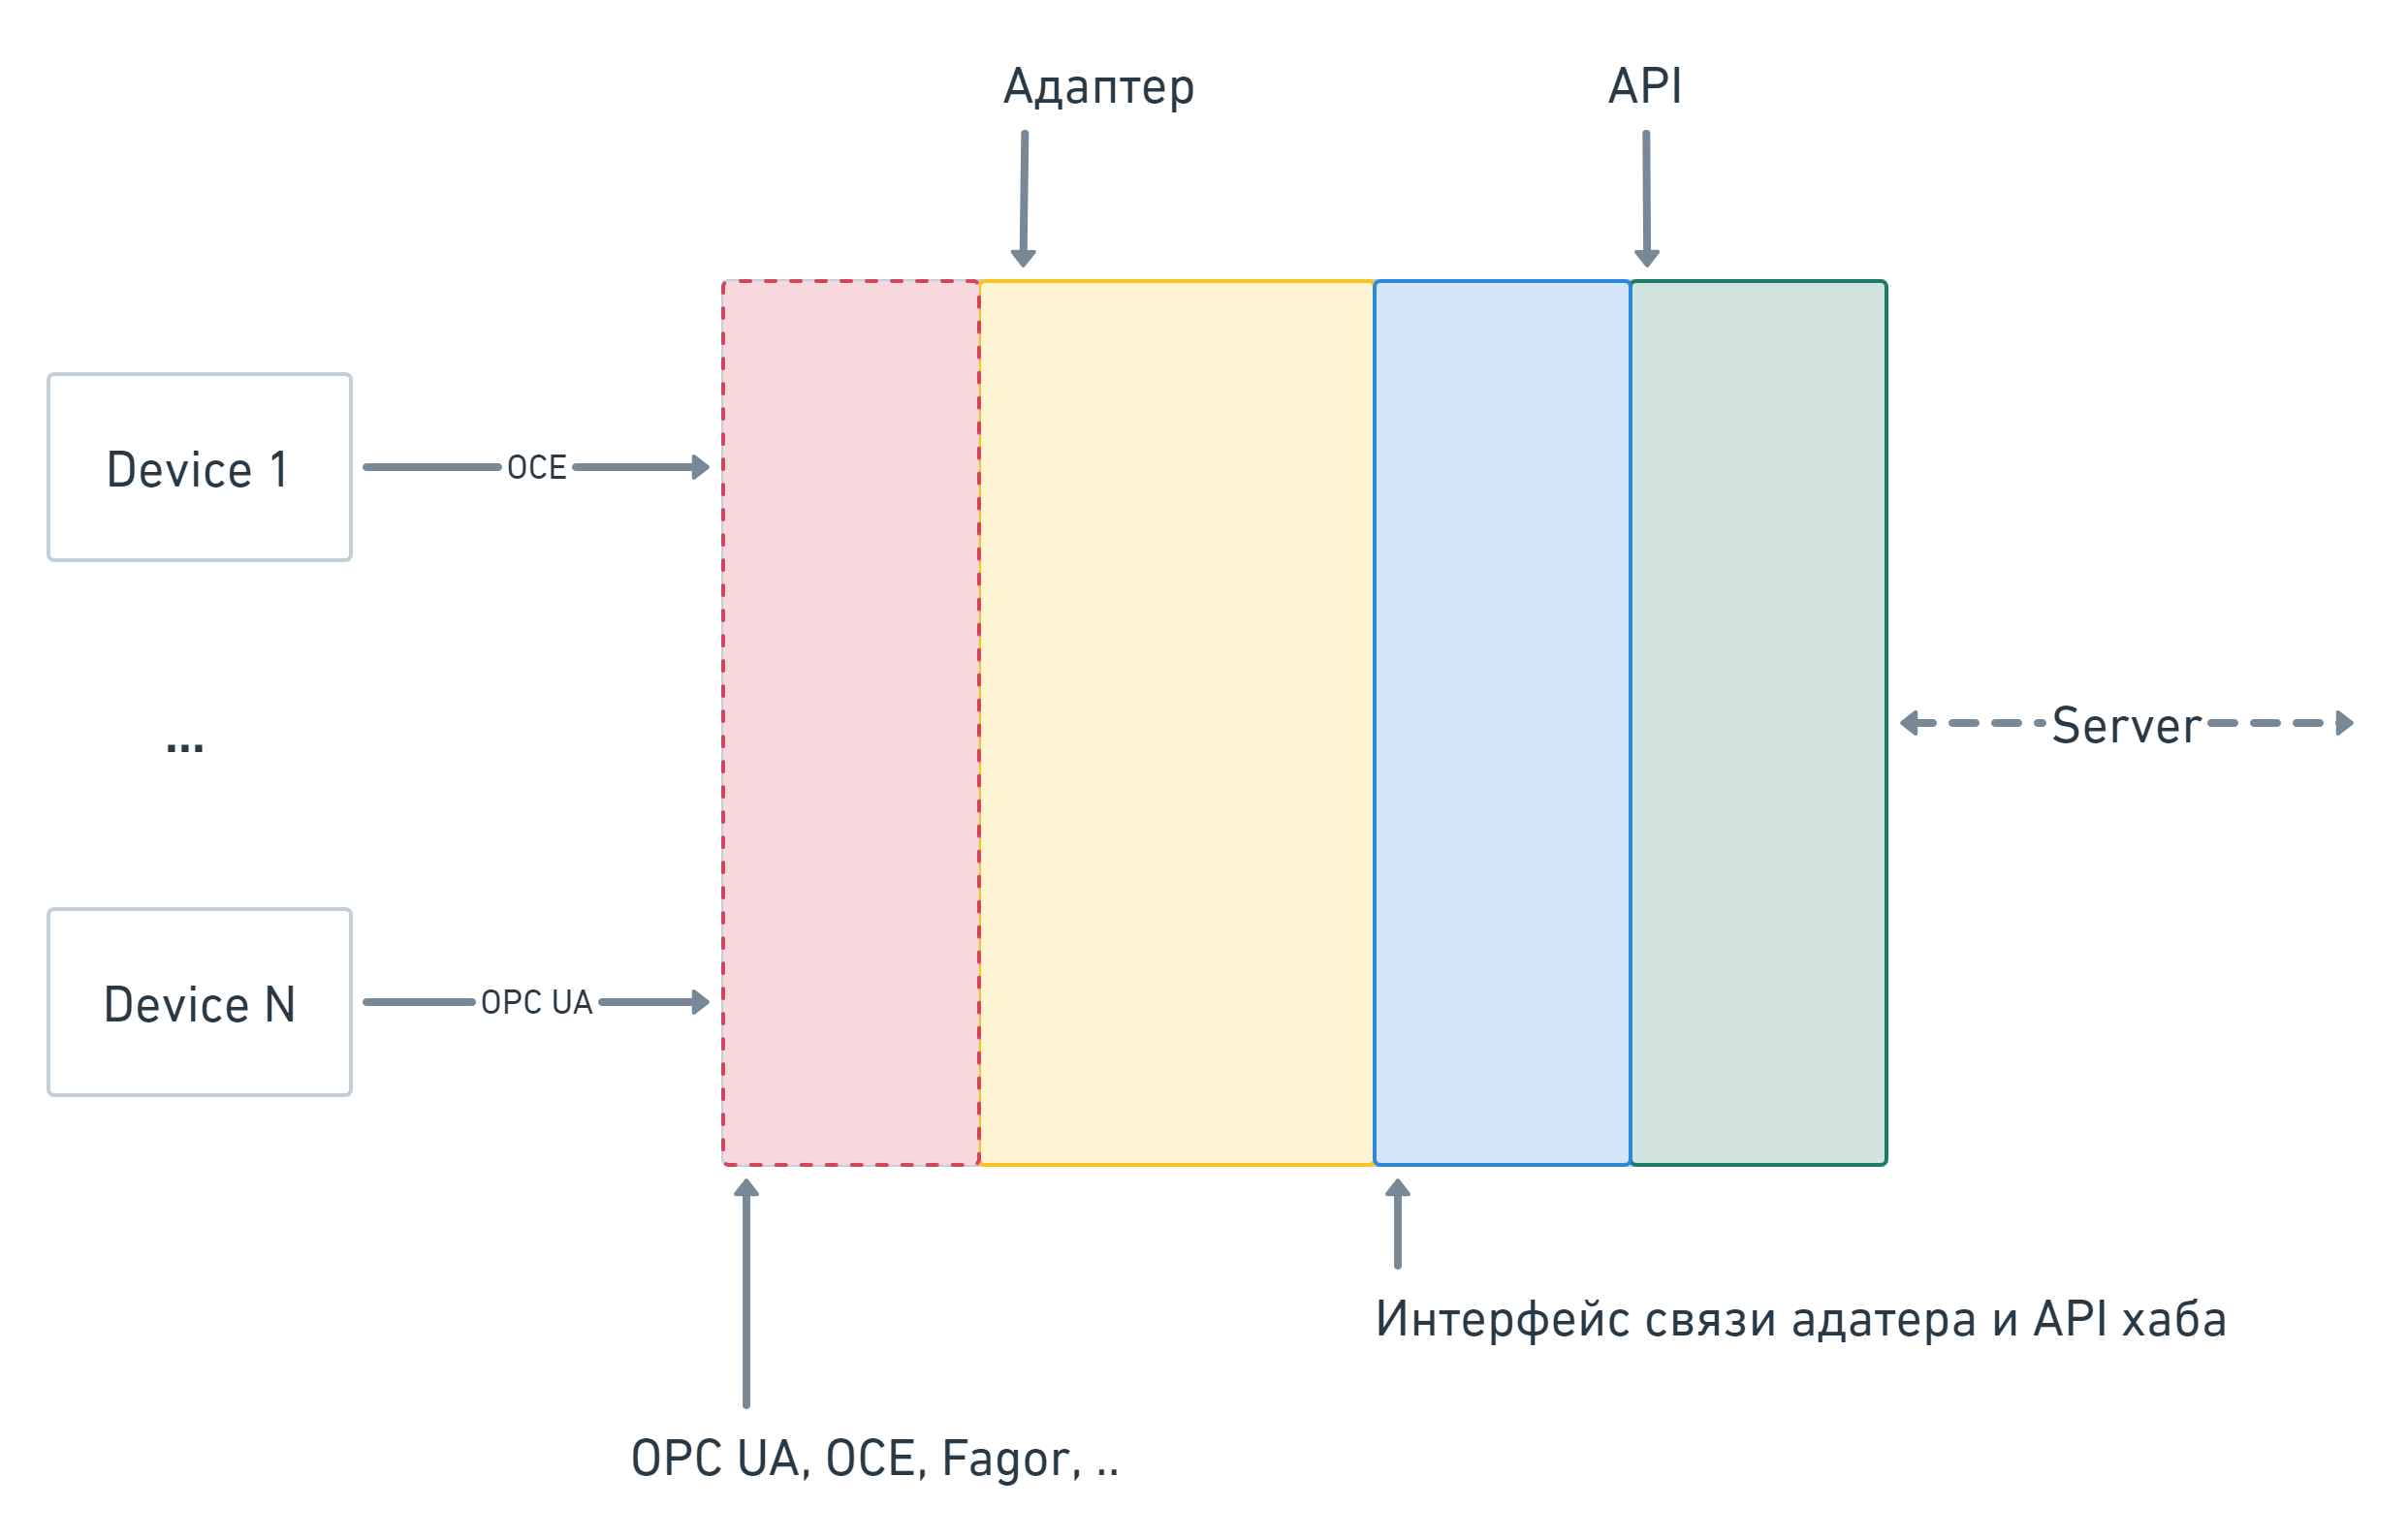 Адаптер
API
Device 1
OCE
...
Server
Device N
OPC UA
Интерфейс связи адатера и API хаба
OPC UA, OCE, Fagor, ..